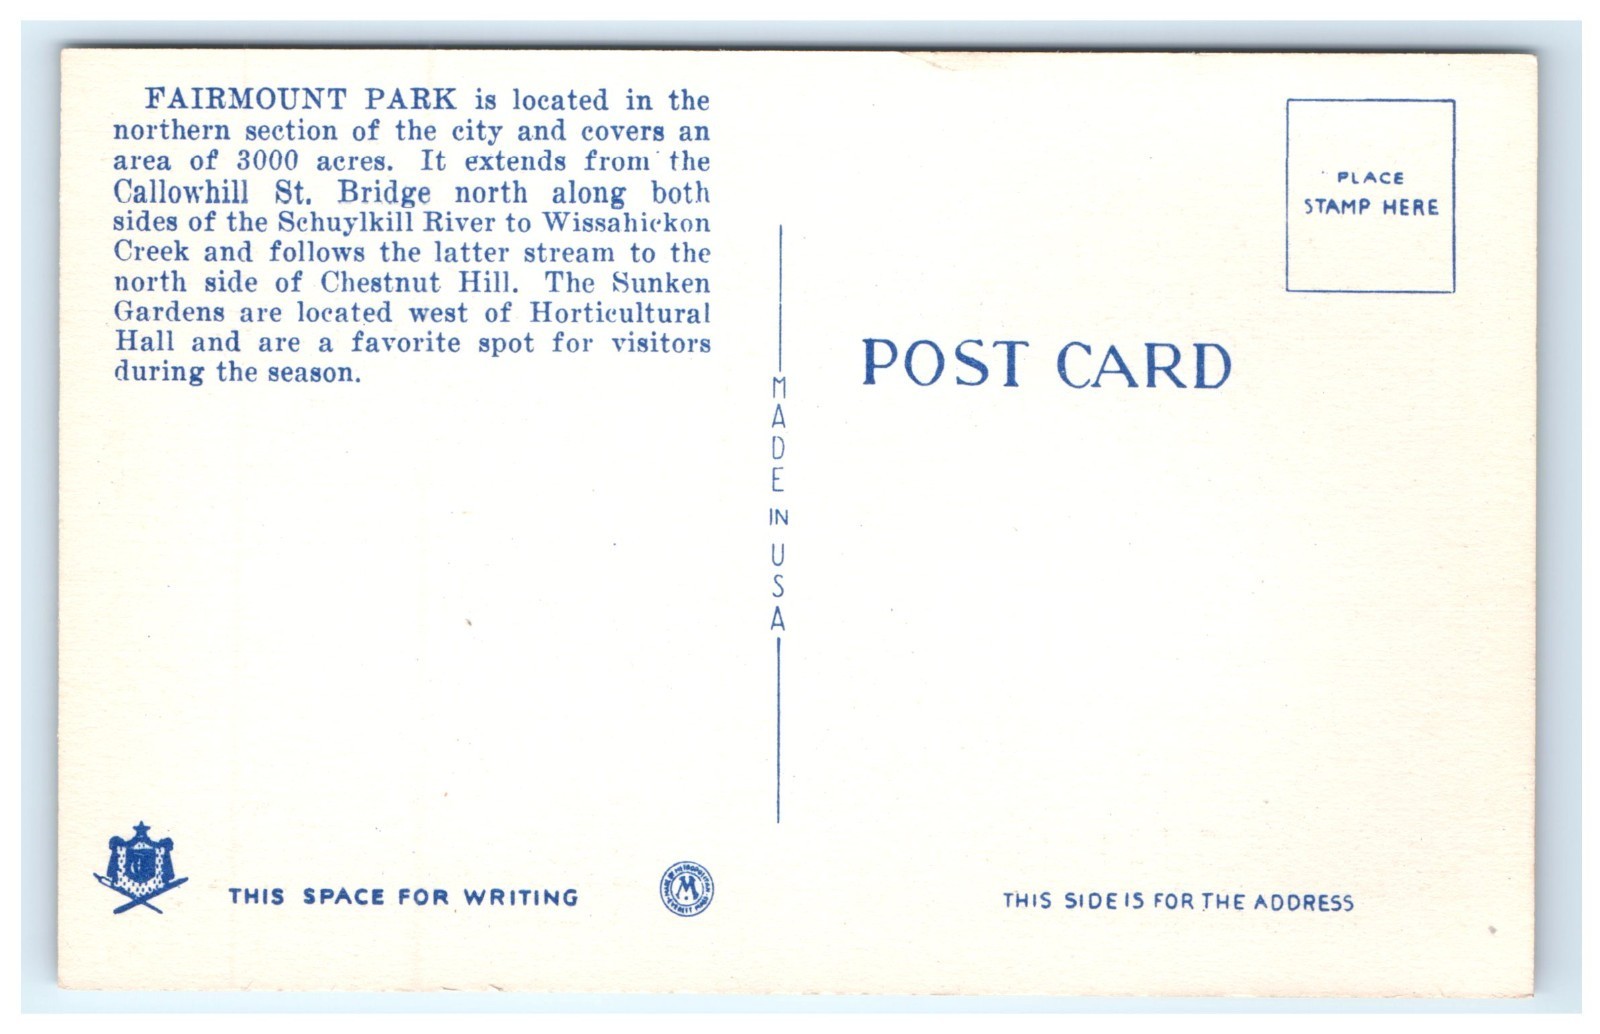 FAIRMOUNT PARK is located in the
northern section of the city and covers an
area of 3000 acres. It extends from the
Callowhill St. Bridge north along both
sides of the Schuylkill River to Wissahickon
Creek and follows the latter stream to the
north side of Chestnut Hill. The Sunken
Gardens are located west of Horticultural
Hall and are a favorite spot for visitors
during the season.
THIS SPACE FOR WRITING
M
MADE IN USA
PLACE
STAMP HERE
POST CARD
THIS SIDE IS FOR THE ADDRESS